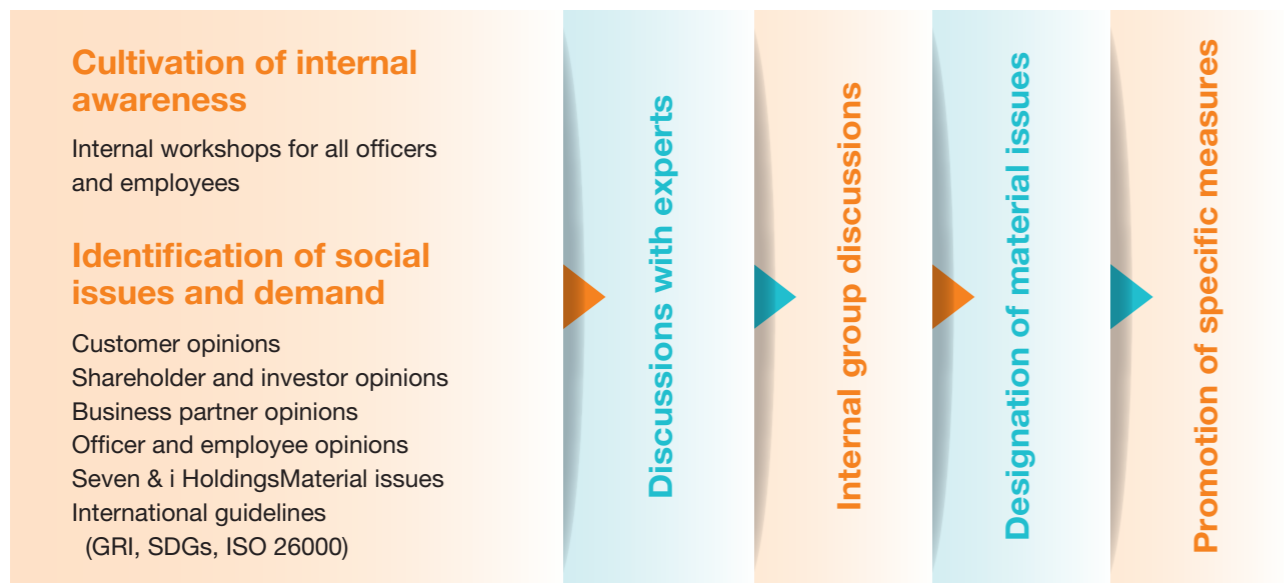 Cultivation of internal
awareness
Internal workshops for all officers
and employees
Identification of social
issues and demand
Customer opinions
Shareholder and investor opinions
Business partner opinions
Officer and employee opinions
Seven & i HoldingsMaterial issues
International guidelines
(GRI, SDGs, ISO 26000)
Discussions with experts
Internal group discussions
Designation of material issues
Promotion of specific measures